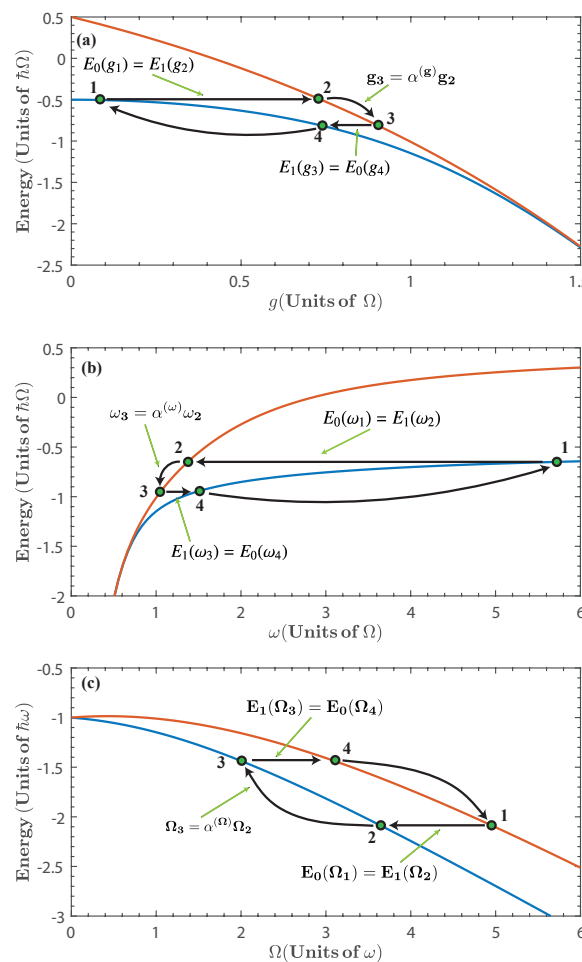 (a)
0.5
0
-0.5
-1
-1.5
-2
-2.5
Energy (Units of ℏΩ)
E₀(g₁) = E₁(g₂)
g₃ = α⁽ᵍ⁾g₂
1
2
3
4
E₁(g₃) = E₀(g₄)
0 0.5 1 1..
g(Units of Ω)
(b)
0.5
0
-0.5
-1
-1.5
-2
Energy (Units of ℏΩ)
ω₃ = α^(ω)ω₂
E₀(ω₁) = E₁(ω₂)
2
1
3
4
E₁(ω₃) = E₀(ω₄)
0 1 2 3 4 5 6
ω(Units of Ω)
(c)
-0.5
-1
-1.5
-2
-2.5
-3
Energy (Units of ℏω)
E₁(Ω₃) = E₀(Ω₄)
3
4
1
2
Ω₃ = α^(Ω)Ω₂
E₀(Ω₁) = E₁(Ω₂)
0 1 2 3 4 5 6
Ω(Units of ω)